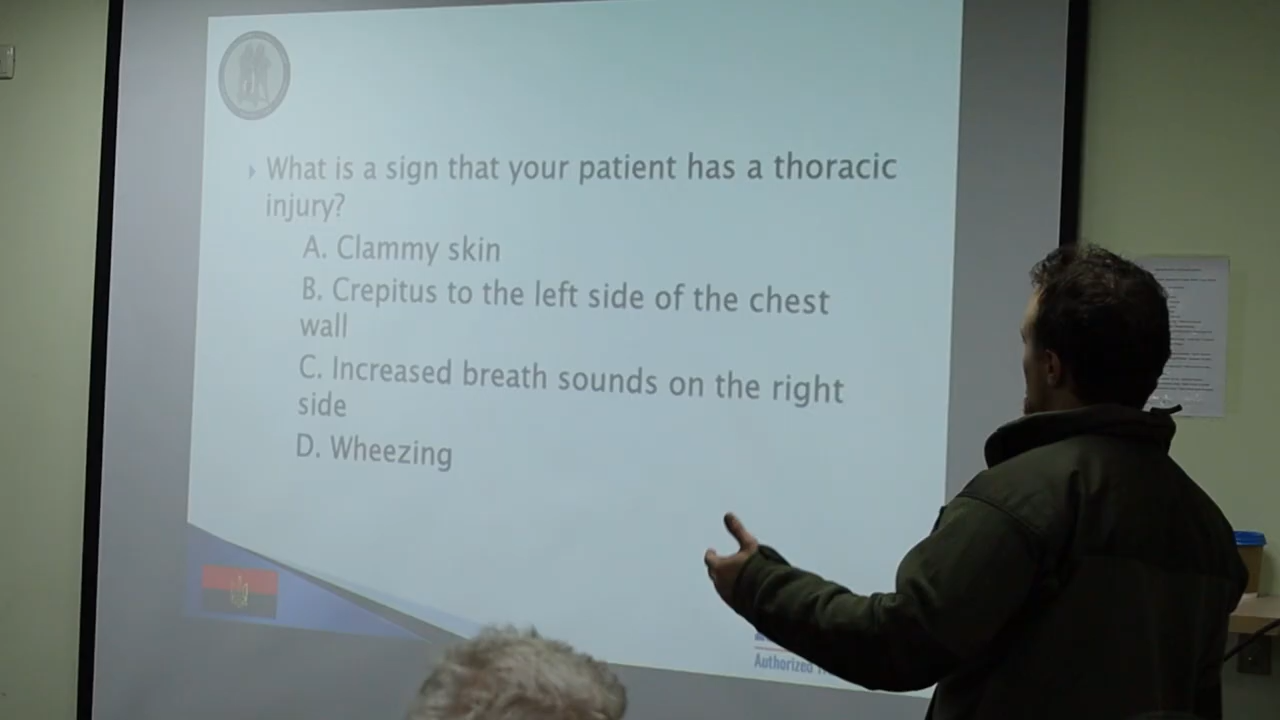 What is a sign that your patient has a thoracic
injury?
A. Clammy skin
B. Crepitus to the left side of the chest
wall
C. Increased breath sounds on the right
side
D. Wheezing
Authorized